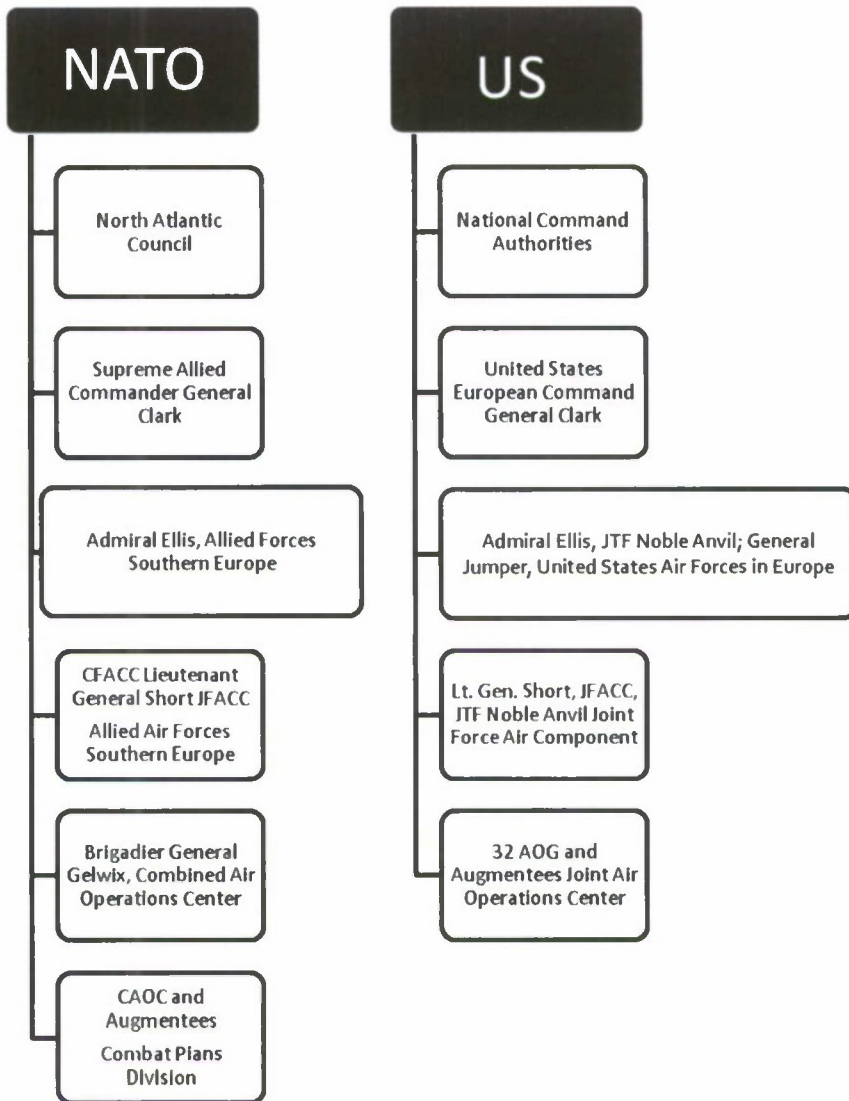 NATO
North Atlantic
Council
Supreme Allied
Commander General
Clark
Admiral Ellis, Allied Forces
Southern Europe
CFACC Lieutenant
General Short JFACC
Allied Air Forces
Southern Europe
Brigadier General
Gelwix, Combined Air
Operations Center
CAOC and
Augmentees
Combat Plans
Division
US
National Command
Authorities
United States
European Command
General Clark
Admiral Ellis, JTF Noble Anvil; General
Jumper, United States Air Forces in Europe
Lt. Gen. Short, JFACC,
JTF Noble Anvil Joint
Force Air Component
32 AOG and
Augmentees Joint Air
Operations Center